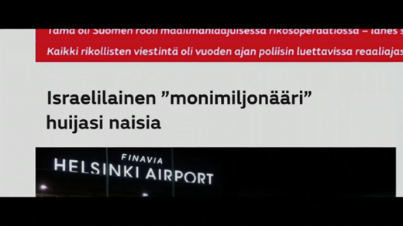 Tämä oli Suomen rooli maailmanlaajuisessa rikosoperaatiossa – lähes
Kaikki rikollisten viestintä oli vuoden ajan poliisin luettavissa reaaliajas
Israelilainen ”monimiljonääri”
huijasi naisia
FINAVIA
HELSINKI AIRPORT